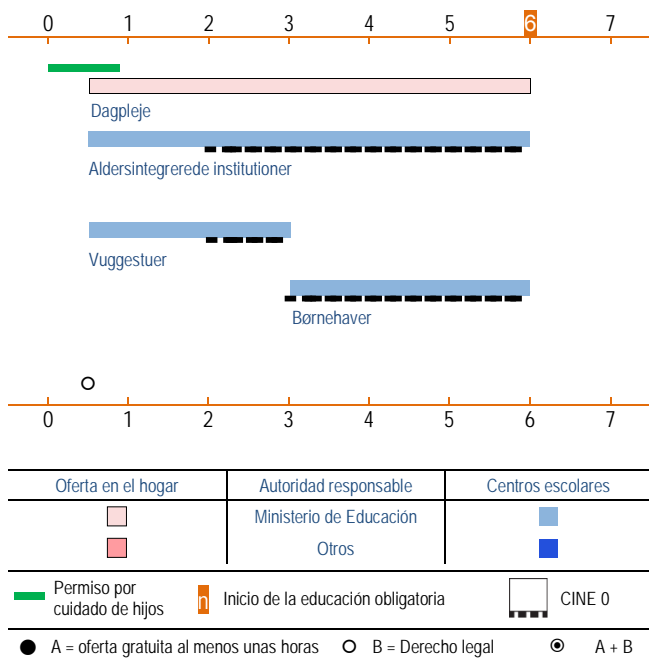 0 1 2 3 4 5 6 7
Dagpleje
Aldersintegrerede institutioner
Vuggestuer
Børnehaver
0 1 2 3 4 5 6 7
Oferta en el hogar Autoridad responsable Centros escolares
Ministerio de Educación
Otros
Permiso por
cuidado de hijos
n Inicio de la educación obligatoria
CINE 0
A = oferta gratuita al menos unas horas B = Derecho legal A + B